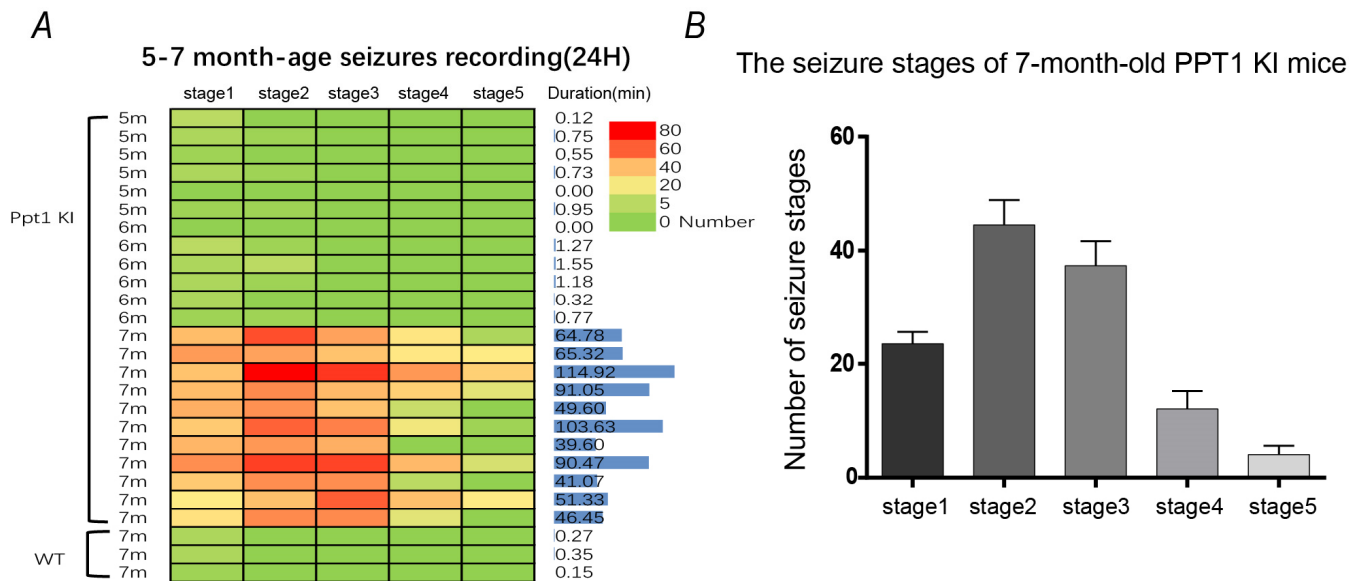 A
5-7 month-age seizures recording(24H)
stage1 stage2 stage3 stage4 stage5 Duration(min)
5m 0.12
5m 0.75
5m 0.55
5m 0.73
5m 0.00
5m 0.95
6m 0.00
6m 1.27
6m 1.55
6m 1.18
6m 0.32
6m 0.77
7m 64.78
7m 65.32
7m 114.92
7m 91.05
7m 49.60
7m 103.63
7m 39.60
7m 90.47
7m 41.07
7m 51.33
7m 46.45
7m 0.27
7m 0.35
7m 0.15
Ppt1 KI
WT
80
60
40
20
5
0 Number
B
The seizure stages of 7-month-old PPT1 KI mice
Number of seizure stages
60
40
20
0
stage1 stage2 stage3 stage4 stage5